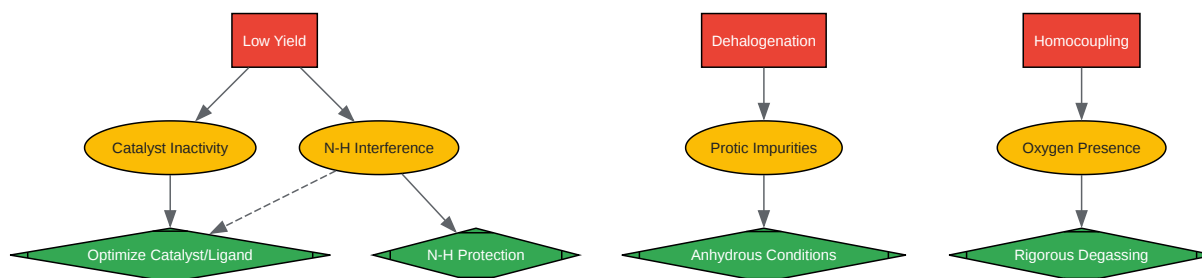 Low Yield
Dehalogenation
Homocoupling
Catalyst Inactivity
N-H Interference
Protic Impurities
Oxygen Presence
Optimize Catalyst/Ligand
N-H Protection
Anhydrous Conditions
Rigorous Degassing